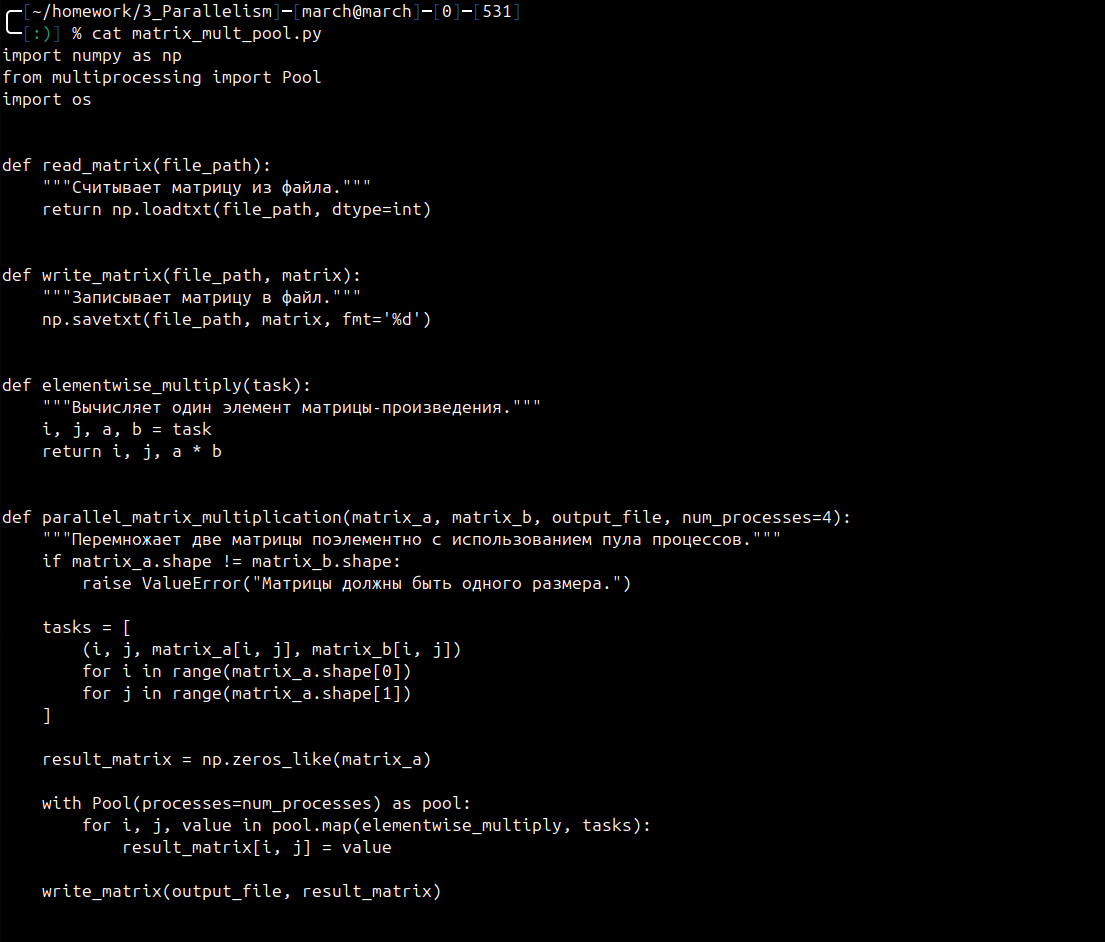 [~/homework/3_Parallelism]─[march@march]─[0]─[531]
[:)] % cat matrix_mult_pool.py
import numpy as np
from multiprocessing import Pool
import os


def read_matrix(file_path):
    """Считывает матрицу из файла."""
    return np.loadtxt(file_path, dtype=int)


def write_matrix(file_path, matrix):
    """Записывает матрицу в файл."""
    np.savetxt(file_path, matrix, fmt='%d')


def elementwise_multiply(task):
    """Вычисляет один элемент матрицы-произведения."""
    i, j, a, b = task
    return i, j, a * b


def parallel_matrix_multiplication(matrix_a, matrix_b, output_file, num_processes=4):
    """Перемножает две матрицы поэлементно с использованием пула процессов."""
    if matrix_a.shape != matrix_b.shape:
        raise ValueError("Матрицы должны быть одного размера.")

    tasks = [
        (i, j, matrix_a[i, j], matrix_b[i, j])
        for i in range(matrix_a.shape[0])
        for j in range(matrix_a.shape[1])
    ]

    result_matrix = np.zeros_like(matrix_a)

    with Pool(processes=num_processes) as pool:
        for i, j, value in pool.map(elementwise_multiply, tasks):
            result_matrix[i, j] = value

    write_matrix(output_file, result_matrix)